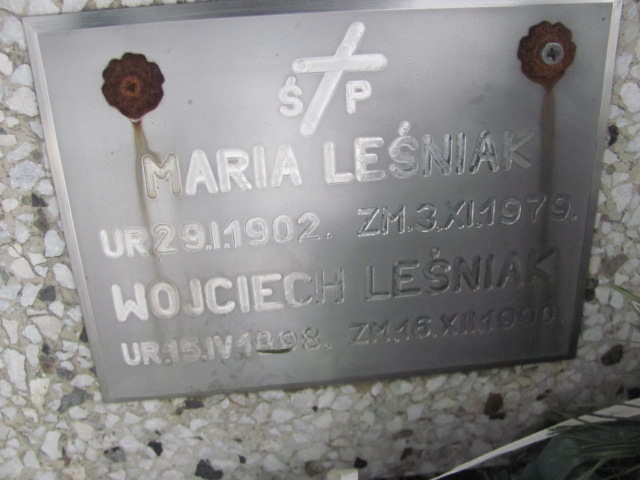 Ś P
MARIA LEŚNIAK
UR.29.I.1902. ZM.3.XI.1979.
WOJCIECH LEŚNIAK
UR.15.IV.1898. ZM.16.XII.1990.